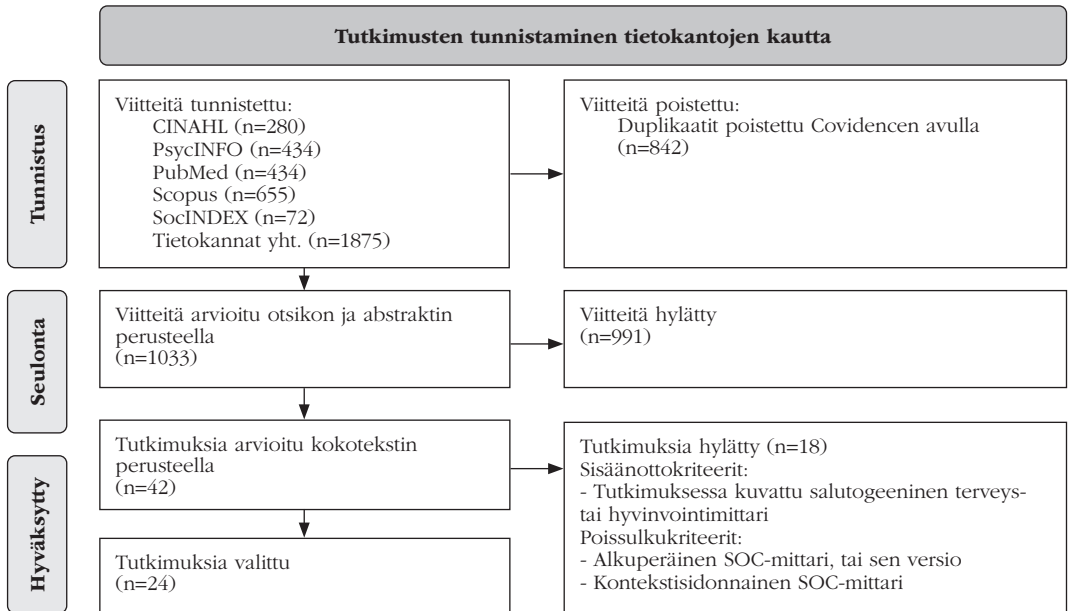 Tutkimusten tunnistaminen tietokantojen kautta
Tunnistus
Viitteitä tunnistettu:
CINAHL (n=280)
PsycINFO (n=434)
PubMed (n=434)
Scopus (n=655)
SocINDEX (n=72)
Tietokannat yht. (n=1875)
Viitteitä poistettu:
Duplikaatit poistettu Covidencen avulla
(n=842)
Seulonta
Viitteitä arvioitu otsikon ja abstraktin
perusteella
(n=1033)
Viitteitä hylätty
(n=991)
Tutkimuksia arvioitu kokotekstin
perusteella
(n=42)
Tutkimuksia hylätty (n=18)
Sisäänottokriteerit:
- Tutkimuksessa kuvattu salutogeeninen terveys-
tai hyvinvointimittari
Poissulkukriteerit:
- Alkuperäinen SOC-mittari, tai sen versio
- Kontekstisidonnainen SOC-mittari
Hyväksytty
Tutkimuksia valittu
(n=24)